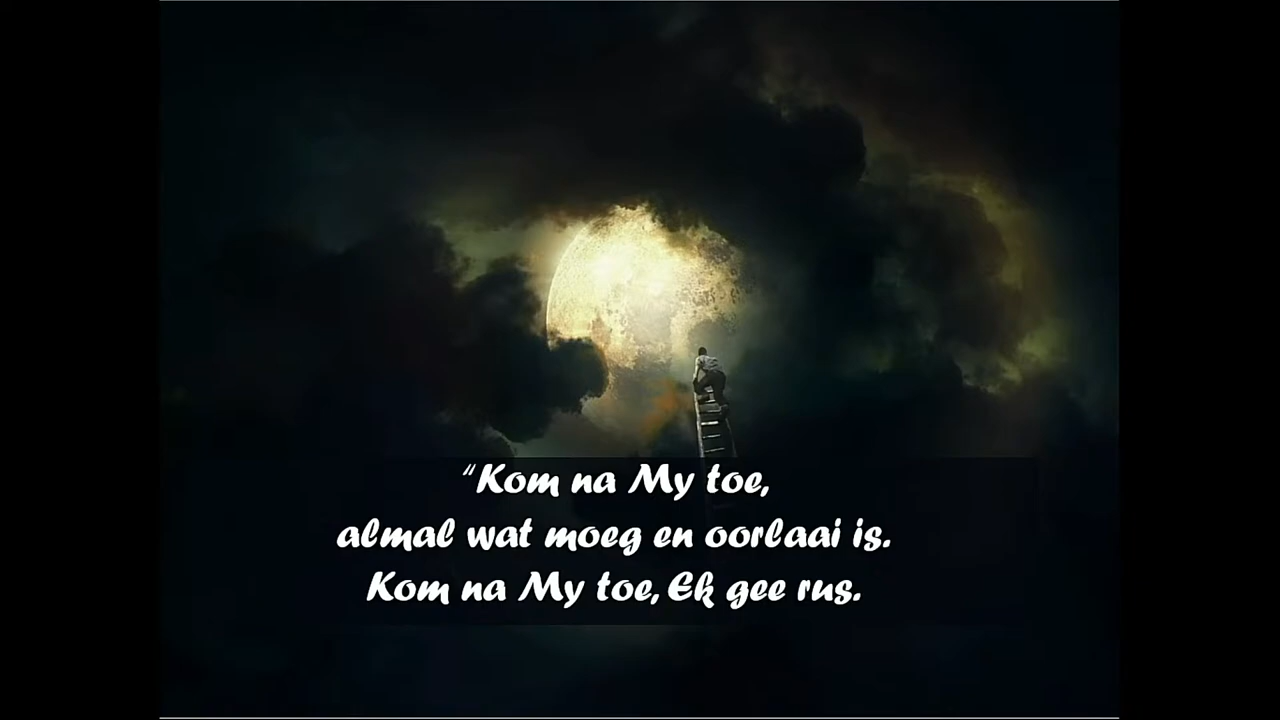 “Kom na My toe,
almal wat moeg en oorlaai is.
Kom na My toe, Ek gee rus.